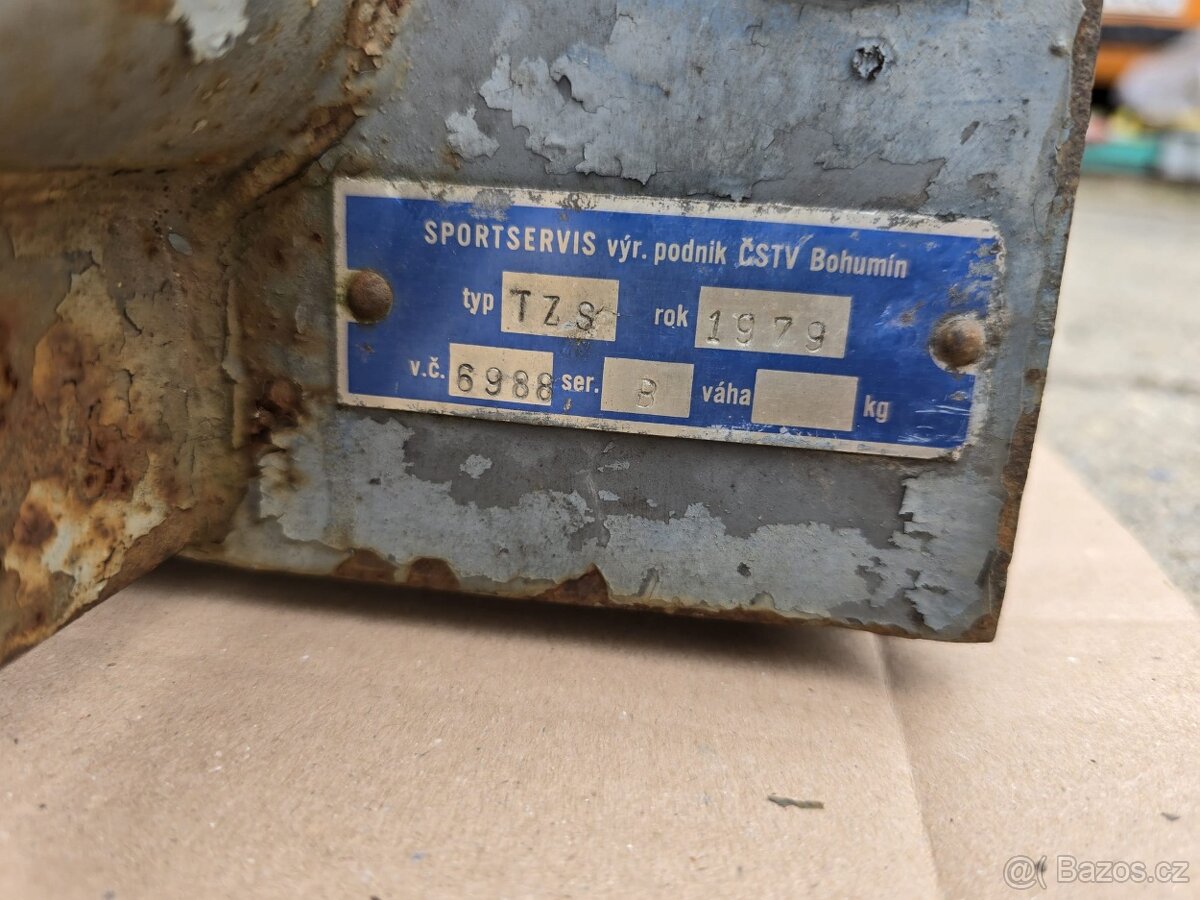 SPORTSERVIS výr. podnik ČSTV Bohumín
typ TZS rok 1979
v.č. 6988 ser. B váha kg
@( Bazos.cz